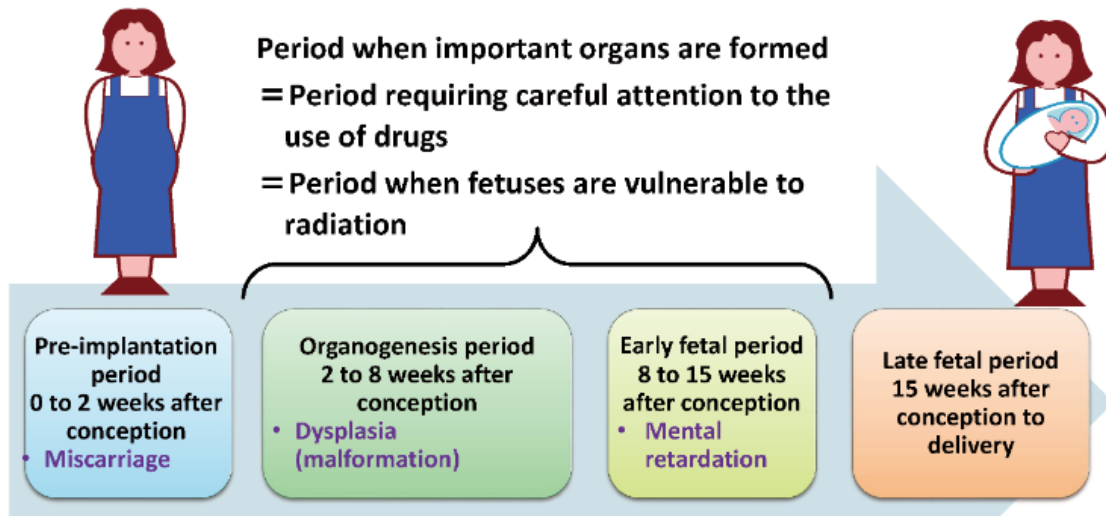 Period when important organs are formed
=Period requiring careful attention to the
use of drugs
=Period when fetuses are vulnerable to
radiation
Pre-implantation
period
0 to 2 weeks after
conception
• Miscarriage
Organogenesis period
2 to 8 weeks after
conception
• Dysplasia
(malformation)
Early fetal period
8 to 15 weeks
after conception
• Mental
retardation
Late fetal period
15 weeks after
conception to
delivery